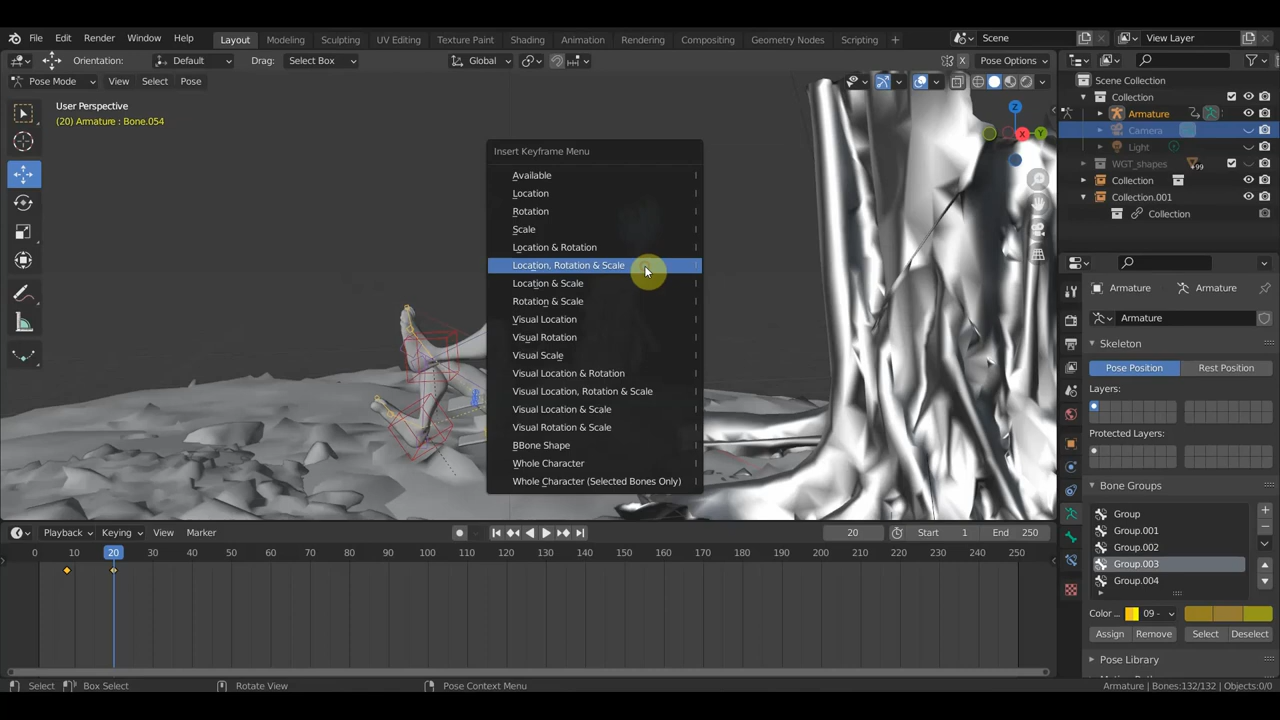 File Edit Render Window Help Layout Modeling Sculpting UV Editing Texture Paint Shading Animation Rendering Compositing Geometry Nodes Scripting + Scene View Layer
Orientation: Default Drag: Select Box Global X Pose Options
Pose Mode View Select Pose
User Perspective
(20) Armature : Bone.054
Insert Keyframe Menu
Available
Location
Rotation
Scale
Location & Rotation
Location, Rotation & Scale
Location & Scale
Rotation & Scale
Visual Location
Visual Rotation
Visual Scale
Visual Location & Rotation
Visual Location, Rotation & Scale
Visual Location & Scale
Visual Rotation & Scale
BBone Shape
Whole Character
Whole Character (Selected Bones Only)
Z
X
Y
Scene Collection
Collection
Armature
Camera
Light
WGT_shapes 99
Collection
Collection.001
Collection
Armature Armature
Armature
Skeleton
Pose Position Rest Position
Layers:
Protected Layers:
Bone Groups
Group
Group.001
Group.002
Group.003
Group.004
Color ... 09 -
Assign Remove Select Deselect
Pose Library
Playback Keying View Marker 20 Start 1 End 250
0 10 20 30 40 50 60 70 80 90 100 110 120 130 140 150 160 170 180 190 200 210 220 230 240 250
Select Box Select Rotate View Pose Context Menu Armature | Bones:132/132 | Objects:0/0